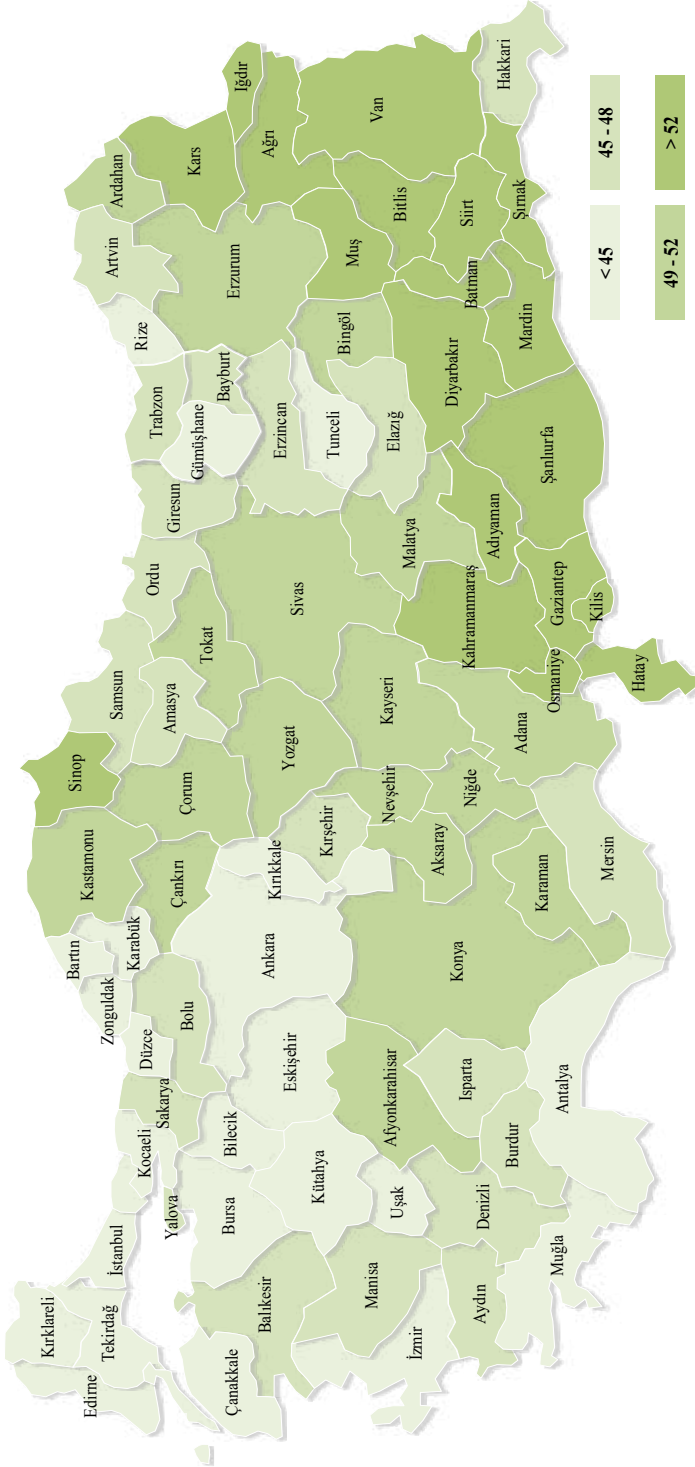 Kırklareli
Edirne
Tekirdağ
İstanbul
Kocaeli
Yalova
Sakarya
Düzce
Zonguldak
Bartın
Karabük
Kastamonu
Sinop
Samsun
Ordu
Giresun
Trabzon
Rize
Artvin
Ardahan
Çanakkale
Balıkesir
Bursa
Bilecik
Bolu
Çankırı
Çorum
Amasya
Tokat
Gümüşhane
Bayburt
Erzurum
Kars
Iğdır
Ağrı
Kütahya
Eskişehir
Ankara
Kırıkkale
Kırşehir
Yozgat
Sivas
Erzincan
Tunceli
Bingöl
Muş
Bitlis
Van
İzmir
Manisa
Uşak
Afyonkarahisar
Konya
Aksaray
Nevşehir
Kayseri
Malatya
Elazığ
Diyarbakır
Batman
Siirt
Şırnak
Hakkari
Aydın
Denizli
Isparta
Burdur
Niğde
Kahramanmaraş
Adıyaman
Şanlıurfa
Mardin
Muğla
Antalya
Karaman
Mersin
Adana
Osmaniye
Gaziantep
Kilis
Hatay
< 45
45 - 48
49 - 52
> 52